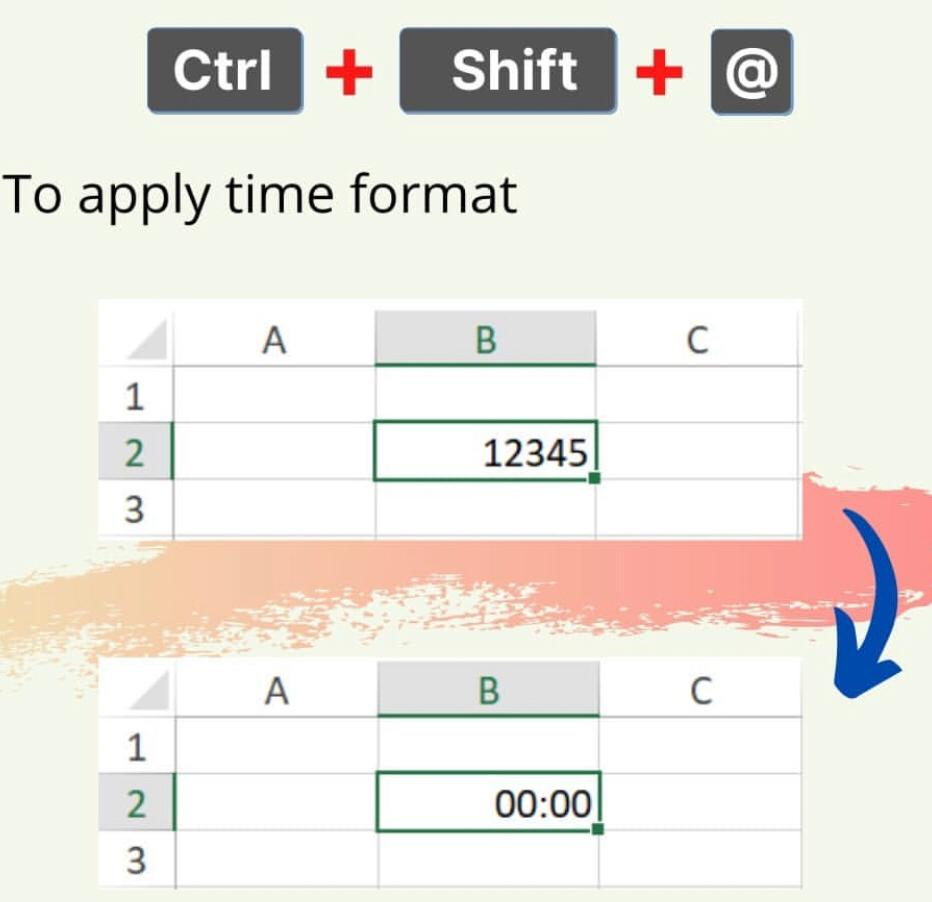 Ctrl + Shift + @
To apply time format
A B C
1
2 12345
3
A B C
1
2 00:00
3